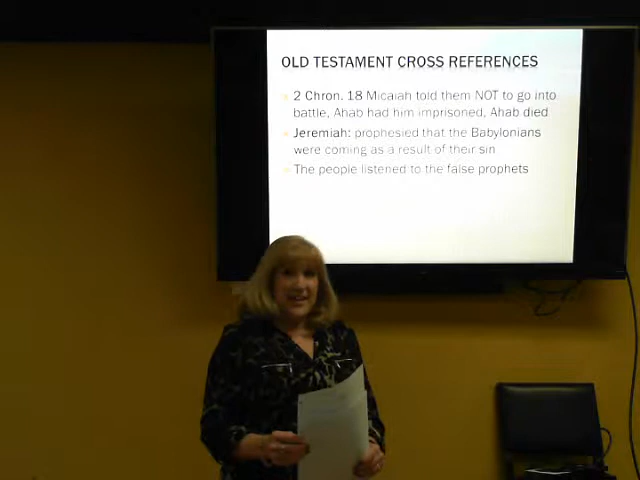 OLD TESTAMENT CROSS REFERENCES
2 Chron. 18 Micaiah told them NOT to go into
battle, Ahab had him imprisoned, Ahab died
Jeremiah: prophesied that the Babylonians
were coming as a result of their sin
The people listened to the false prophets